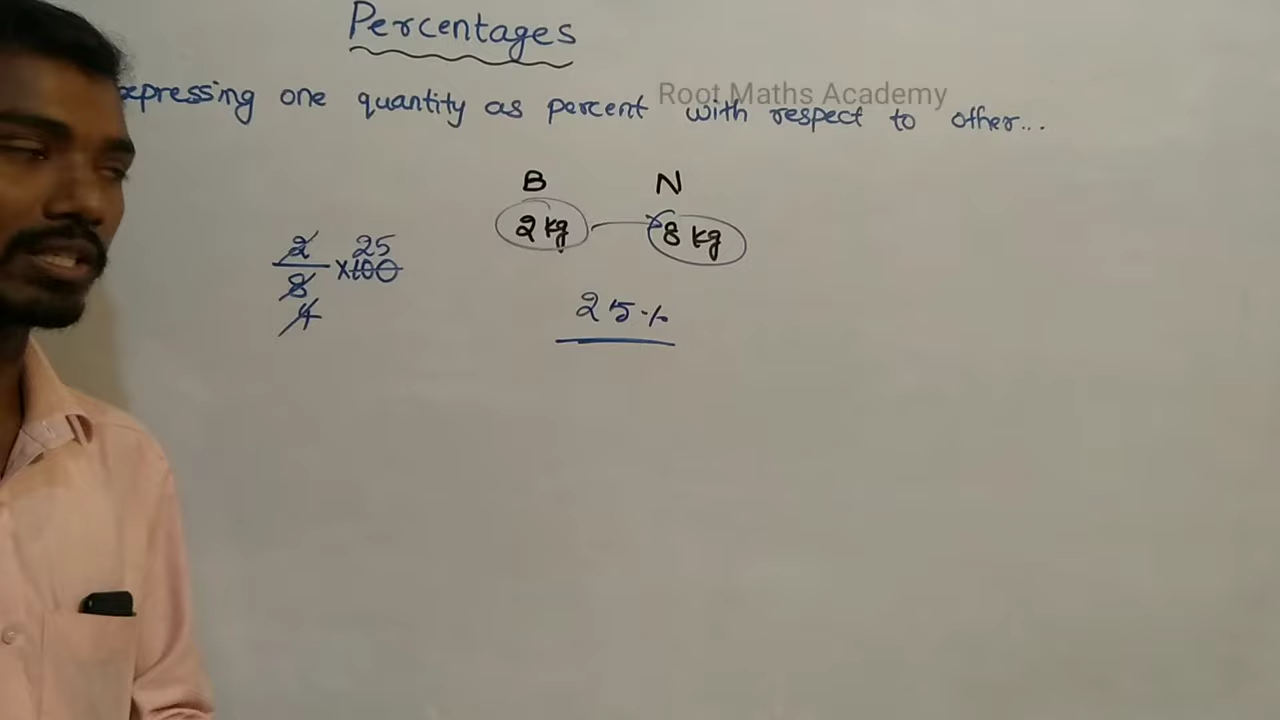 Percentages
expressing one quantity as percent with respect to other...
Root Maths Academy
B N
2 kg 8 kg
2 25
8 ×100
4
25%